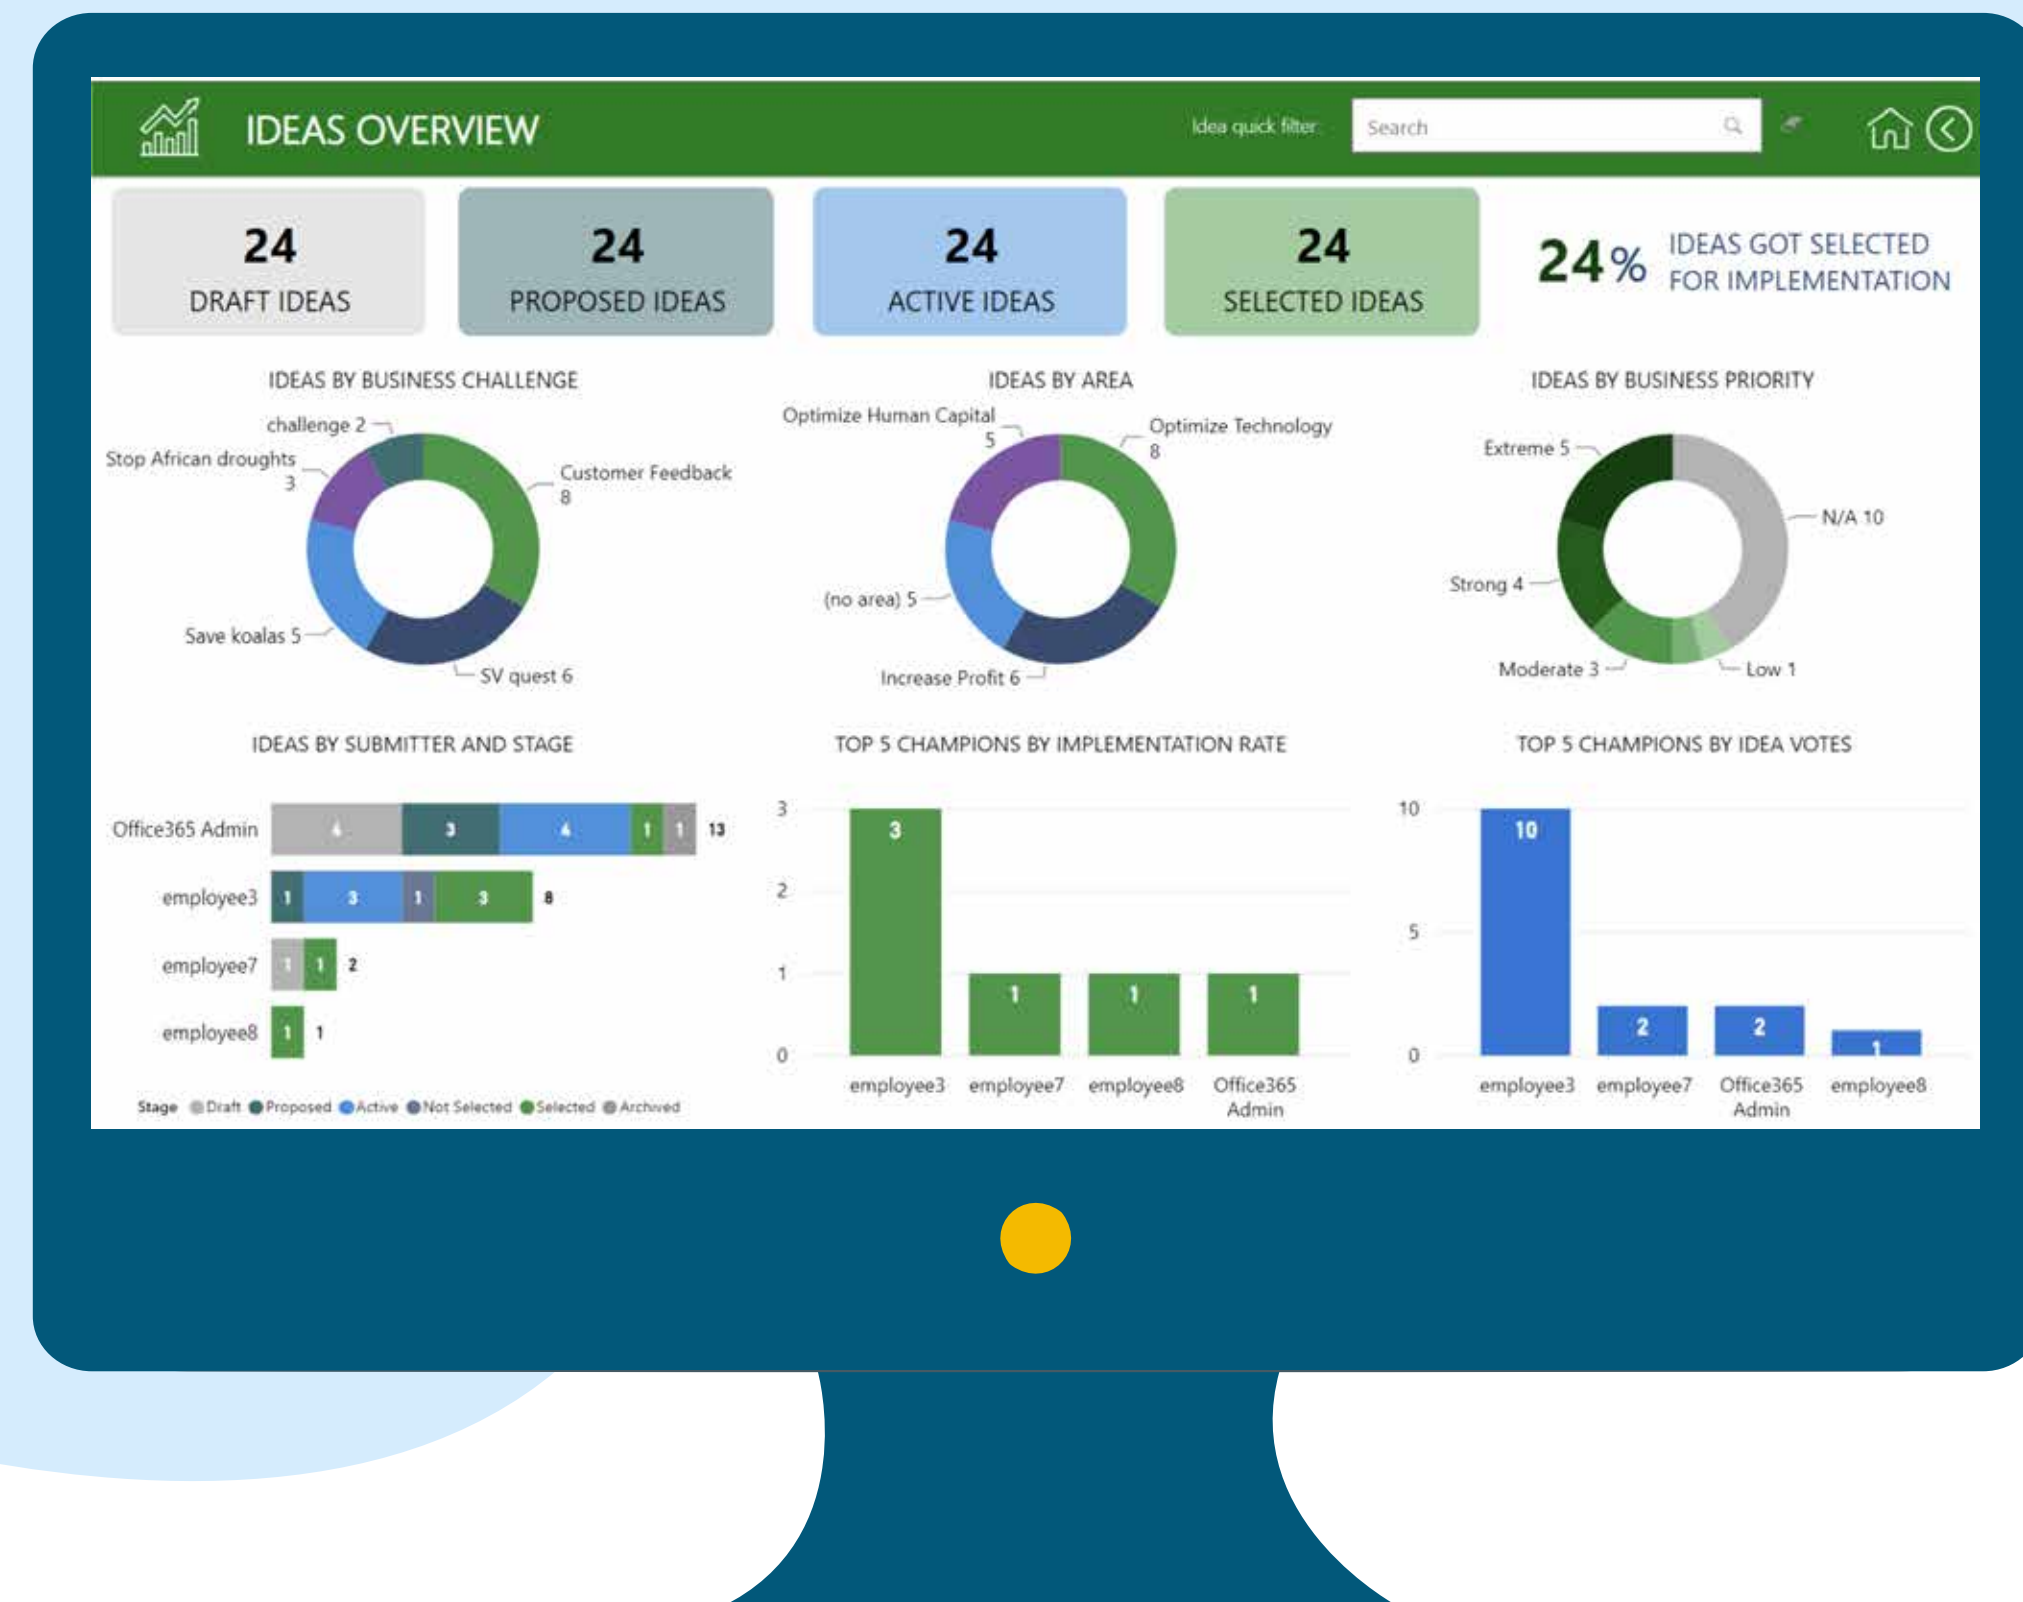 IDEAS OVERVIEW
Idea quick filter:
Search
24
DRAFT IDEAS
24
PROPOSED IDEAS
24
ACTIVE IDEAS
24
SELECTED IDEAS
24%
IDEAS GOT SELECTED
FOR IMPLEMENTATION
IDEAS BY BUSINESS CHALLENGE
challenge 2
Stop African droughts
3
Customer Feedback
8
Save koalas 5
SV quest 6
IDEAS BY AREA
Optimize Human Capital
5
Optimize Technology
8
(no area) 5
Increase Profit 6
IDEAS BY BUSINESS PRIORITY
Extreme 5
N/A 10
Strong 4
Moderate 3
Low 1
IDEAS BY SUBMITTER AND STAGE
Office365 Admin 4 3 4 1 1 13
employee3 1 3 1 3 8
employee7 1 1 2
employee8 1 1
Stage Draft Proposed Active Not Selected Selected Archived
TOP 5 CHAMPIONS BY IMPLEMENTATION RATE
3
2
1
0
3
1
1
1
employee3 employee7 employee8 Office365
Admin
TOP 5 CHAMPIONS BY IDEA VOTES
10
5
0
10
2
2
1
employee3 employee7 Office365 employee8
Admin